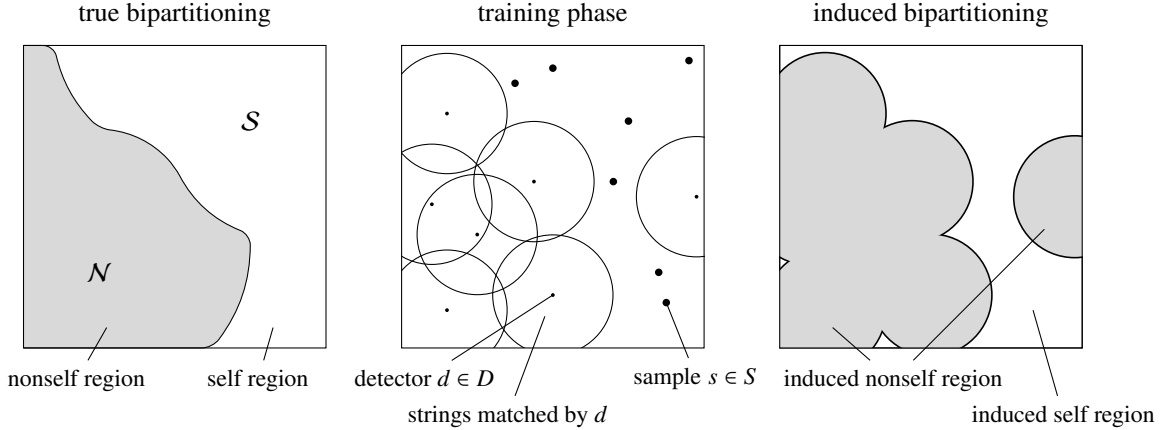 true bipartitioning
training phase
induced bipartitioning
𝒮
𝒩
nonself region
self region
detector d ∈ D
sample s ∈ S
strings matched by d
induced nonself region
induced self region